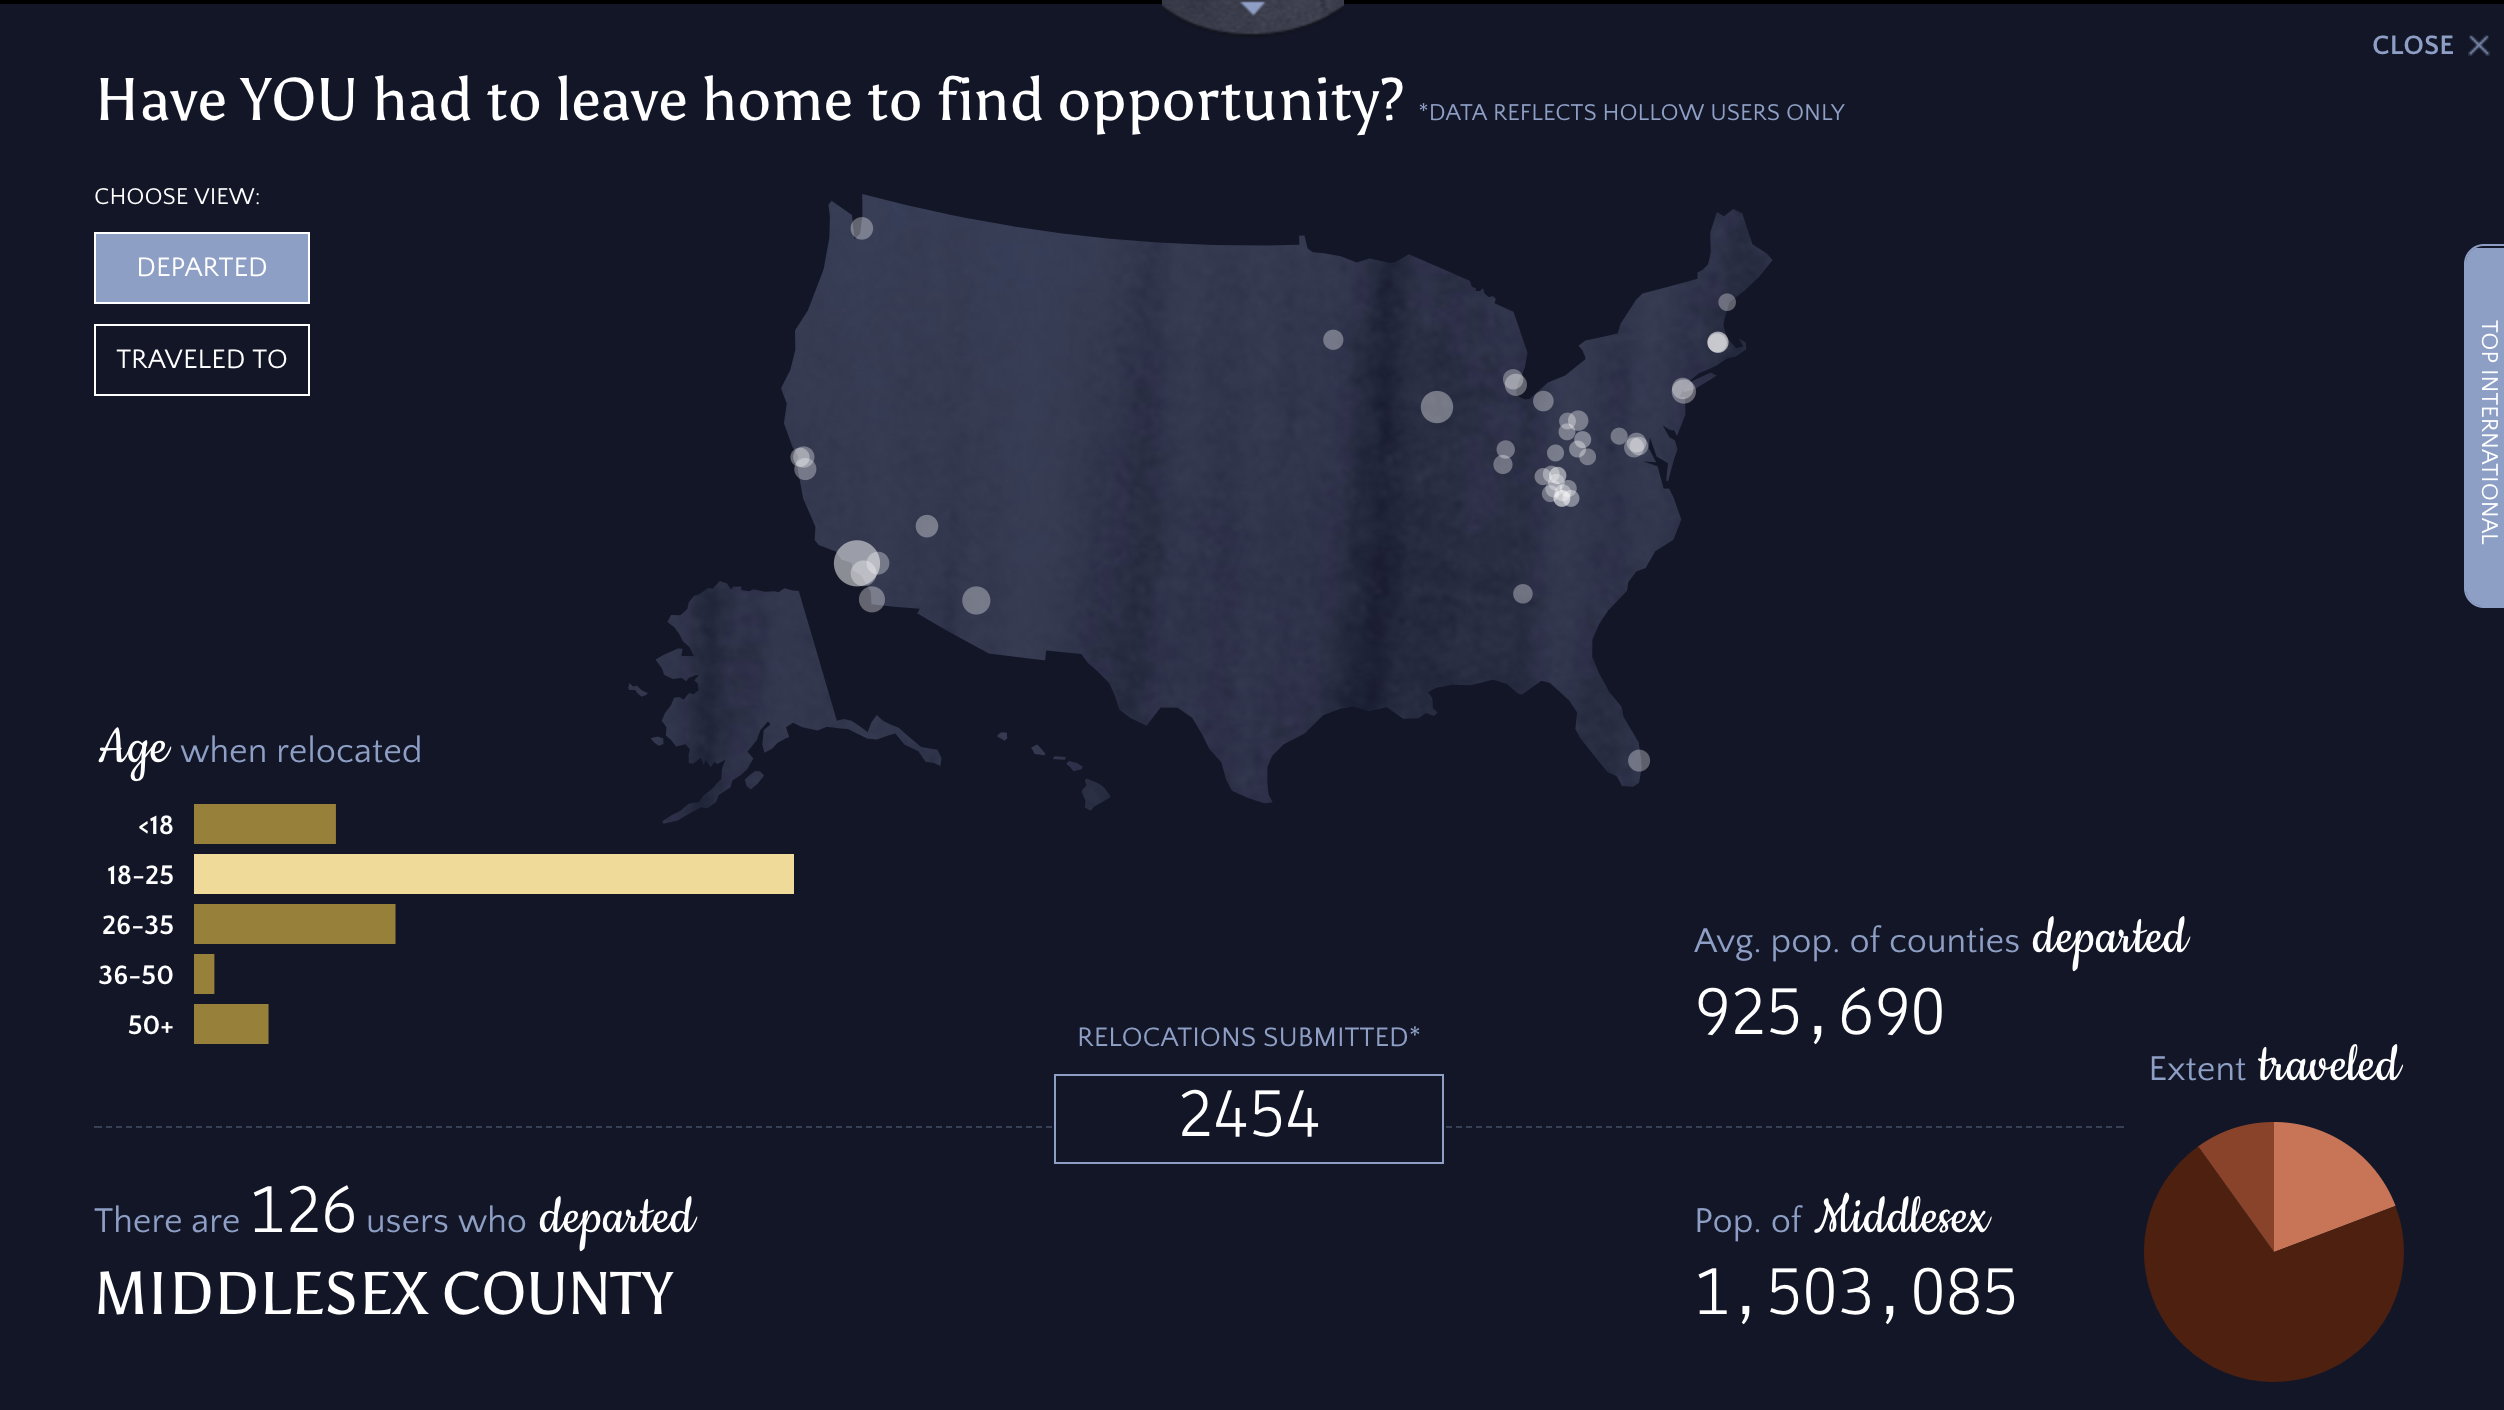 CLOSE ×
Have YOU had to leave home to find opportunity? *DATA REFLECTS HOLLOW USERS ONLY
CHOOSE VIEW:
DEPARTED
TRAVELED TO
TOP INTERNATIONAL
Age when relocated
<18
18-25
26-35
36-50
50+
Avg. pop. of counties departed
925,690
RELOCATIONS SUBMITTED*
2454
Extent traveled
There are 126 users who departed
MIDDLESEX COUNTY
Pop. of Middlesex
1,503,085